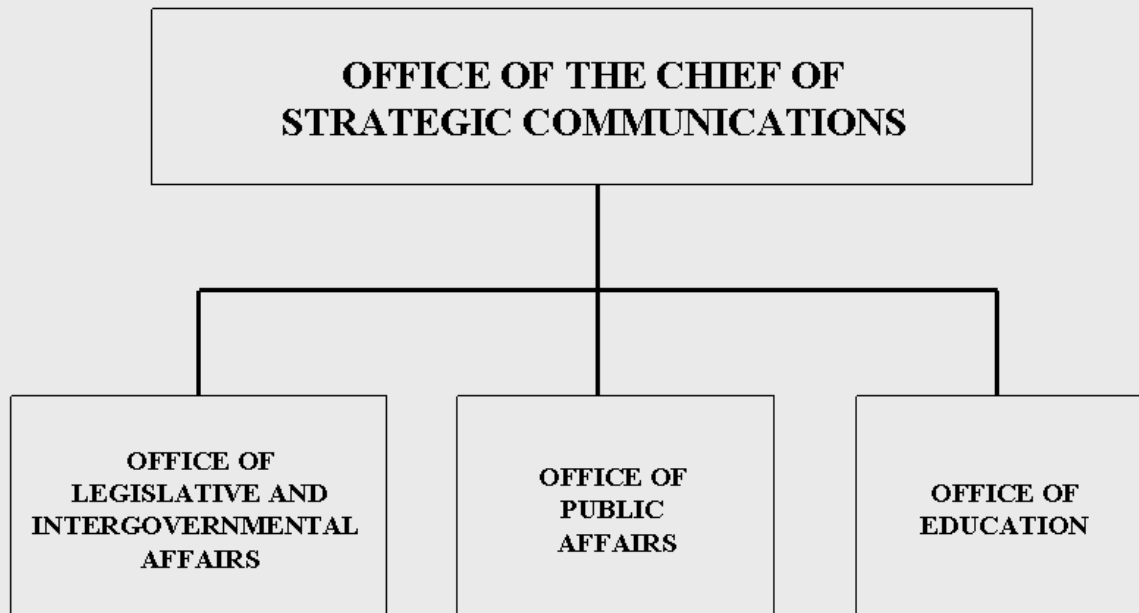 OFFICE OF THE CHIEF OF
STRATEGIC COMMUNICATIONS
OFFICE OF
LEGISLATIVE AND
INTERGOVERNMENTAL
AFFAIRS
OFFICE OF
PUBLIC
AFFAIRS
OFFICE OF
EDUCATION